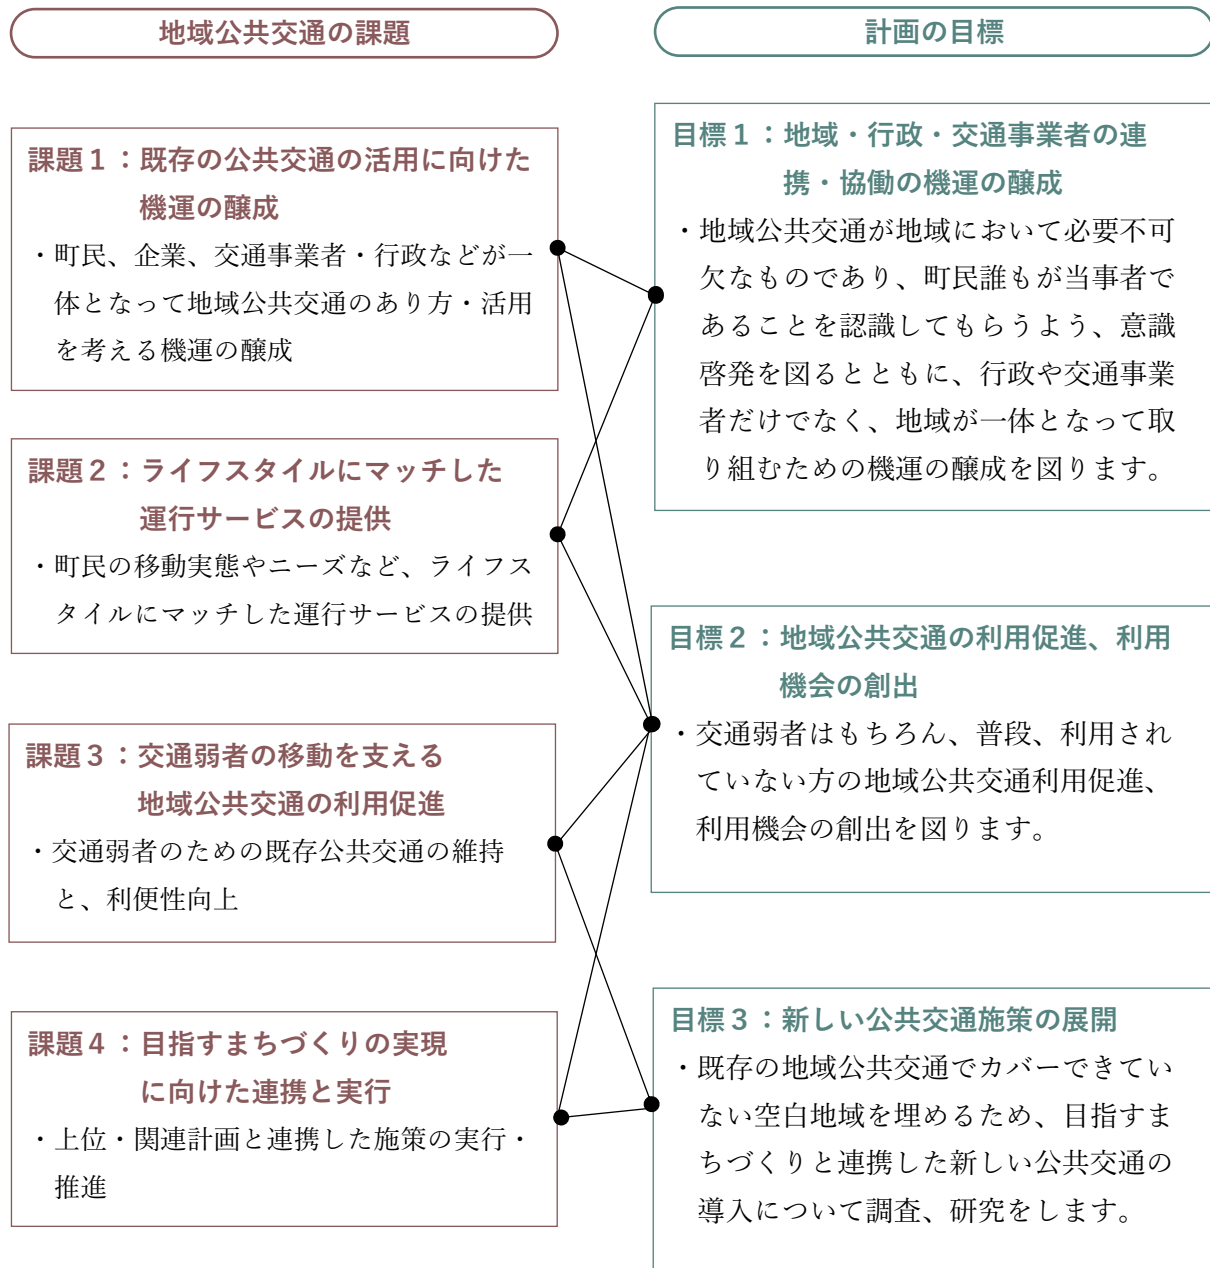 地域公共交通の課題
課題１：既存の公共交通の活用に向けた
機運の醸成
・町民、企業、交通事業者・行政などが一
体となって地域公共交通のあり方・活用
を考える機運の醸成
課題２：ライフスタイルにマッチした
運行サービスの提供
・町民の移動実態やニーズなど、ライフス
タイルにマッチした運行サービスの提供
課題３：交通弱者の移動を支える
地域公共交通の利用促進
・交通弱者のための既存公共交通の維持
と、利便性向上
課題４：目指すまちづくりの実現
に向けた連携と実行
・上位・関連計画と連携した施策の実行・
推進
計画の目標
目標１：地域・行政・交通事業者の連
携・協働の機運の醸成
・地域公共交通が地域において必要不可
欠なものであり、町民誰もが当事者で
あることを認識してもらうよう、意識
啓発を図るとともに、行政や交通事業
者だけでなく、地域が一体となって取
り組むための機運の醸成を図ります。
目標２：地域公共交通の利用促進、利用
機会の創出
・交通弱者はもちろん、普段、利用され
ていない方の地域公共交通利用促進、
利用機会の創出を図ります。
目標３：新しい公共交通施策の展開
・既存の地域公共交通でカバーできてい
ない空白地域を埋めるため、目指すま
ちづくりと連携した新しい公共交通の
導入について調査、研究をします。